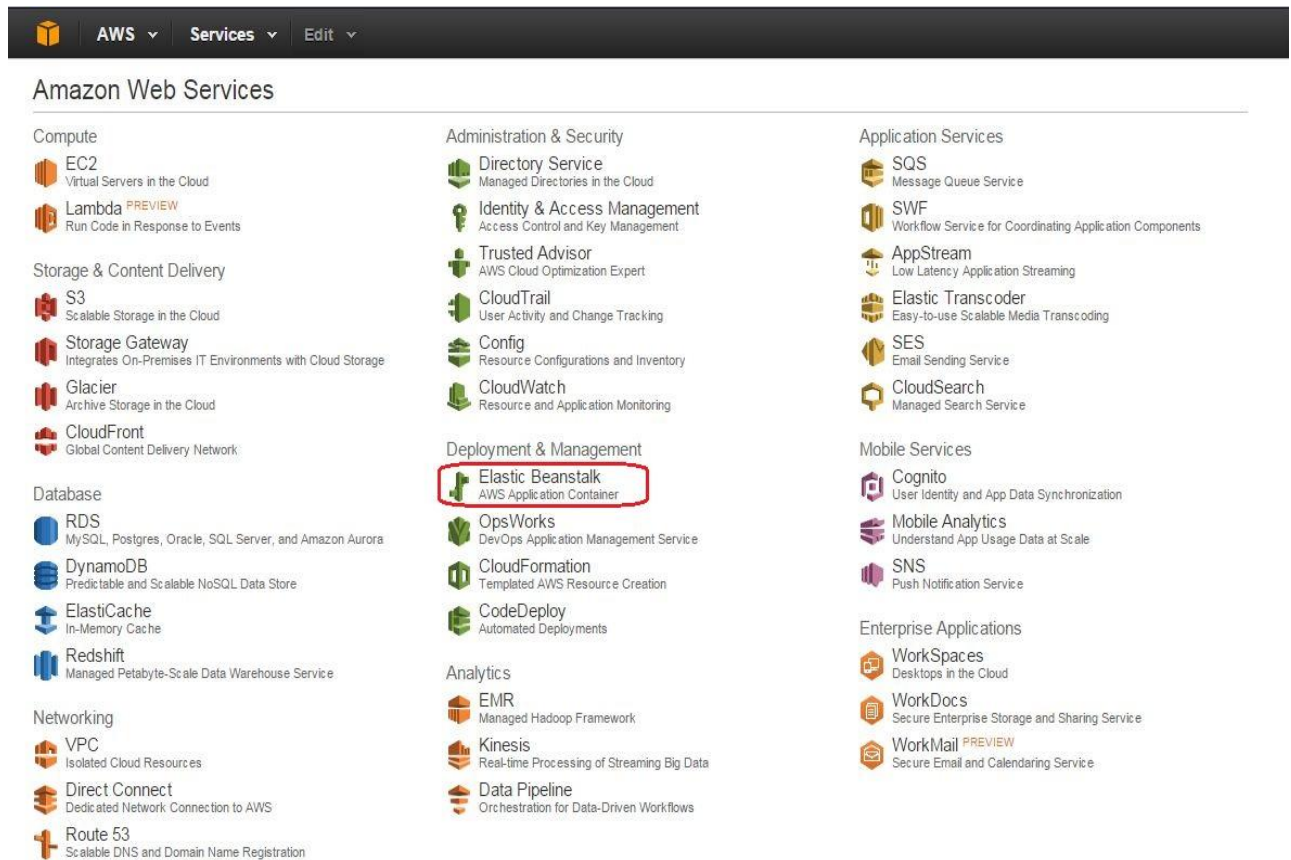 AWS
Services
Edit
Amazon Web Services
Compute
EC2
Virtual Servers in the Cloud
Lambda PREVIEW
Run Code in Response to Events
Storage & Content Delivery
S3
Scalable Storage in the Cloud
Storage Gateway
Integrates On-Premises IT Environments with Cloud Storage
Glacier
Archive Storage in the Cloud
CloudFront
Global Content Delivery Network
Database
RDS
MySQL, Postgres, Oracle, SQL Server, and Amazon Aurora
DynamoDB
Predictable and Scalable NoSQL Data Store
ElastiCache
In-Memory Cache
Redshift
Managed Petabyte-Scale Data Warehouse Service
Networking
VPC
Isolated Cloud Resources
Direct Connect
Dedicated Network Connection to AWS
Route 53
Scalable DNS and Domain Name Registration
Administration & Security
Directory Service
Managed Directories in the Cloud
Identity & Access Management
Access Control and Key Management
Trusted Advisor
AWS Cloud Optimization Expert
CloudTrail
User Activity and Change Tracking
Config
Resource Configurations and Inventory
CloudWatch
Resource and Application Monitoring
Deployment & Management
Elastic Beanstalk
AWS Application Container
OpsWorks
DevOps Application Management Service
CloudFormation
Templated AWS Resource Creation
CodeDeploy
Automated Deployments
Analytics
EMR
Managed Hadoop Framework
Kinesis
Real-time Processing of Streaming Big Data
Data Pipeline
Orchestration for Data-Driven Workflows
Application Services
SQS
Message Queue Service
SWF
Workflow Service for Coordinating Application Components
AppStream
Low Latency Application Streaming
Elastic Transcoder
Easy-to-use Scalable Media Transcoding
SES
Email Sending Service
CloudSearch
Managed Search Service
Mobile Services
Cognito
User Identity and App Data Synchronization
Mobile Analytics
Understand App Usage Data at Scale
SNS
Push Notification Service
Enterprise Applications
WorkSpaces
Desktops in the Cloud
WorkDocs
Secure Enterprise Storage and Sharing Service
WorkMail PREVIEW
Secure Email and Calendaring Service